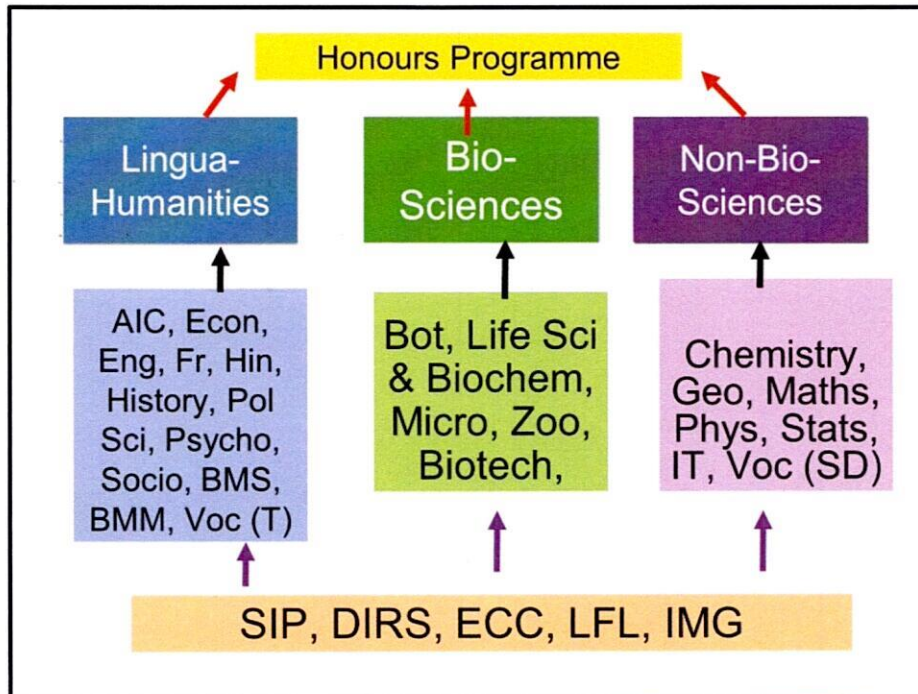 Honours Programme
Lingua-
Humanities
Bio-
Sciences
Non-Bio-
Sciences
AIC, Econ,
Eng, Fr, Hin,
History, Pol
Sci, Psycho,
Socio, BMS,
BMM, Voc (T)
Bot, Life Sci
& Biochem,
Micro, Zoo,
Biotech,
Chemistry,
Geo, Maths,
Phys, Stats,
IT, Voc (SD)
SIP, DIRS, ECC, LFL, IMG